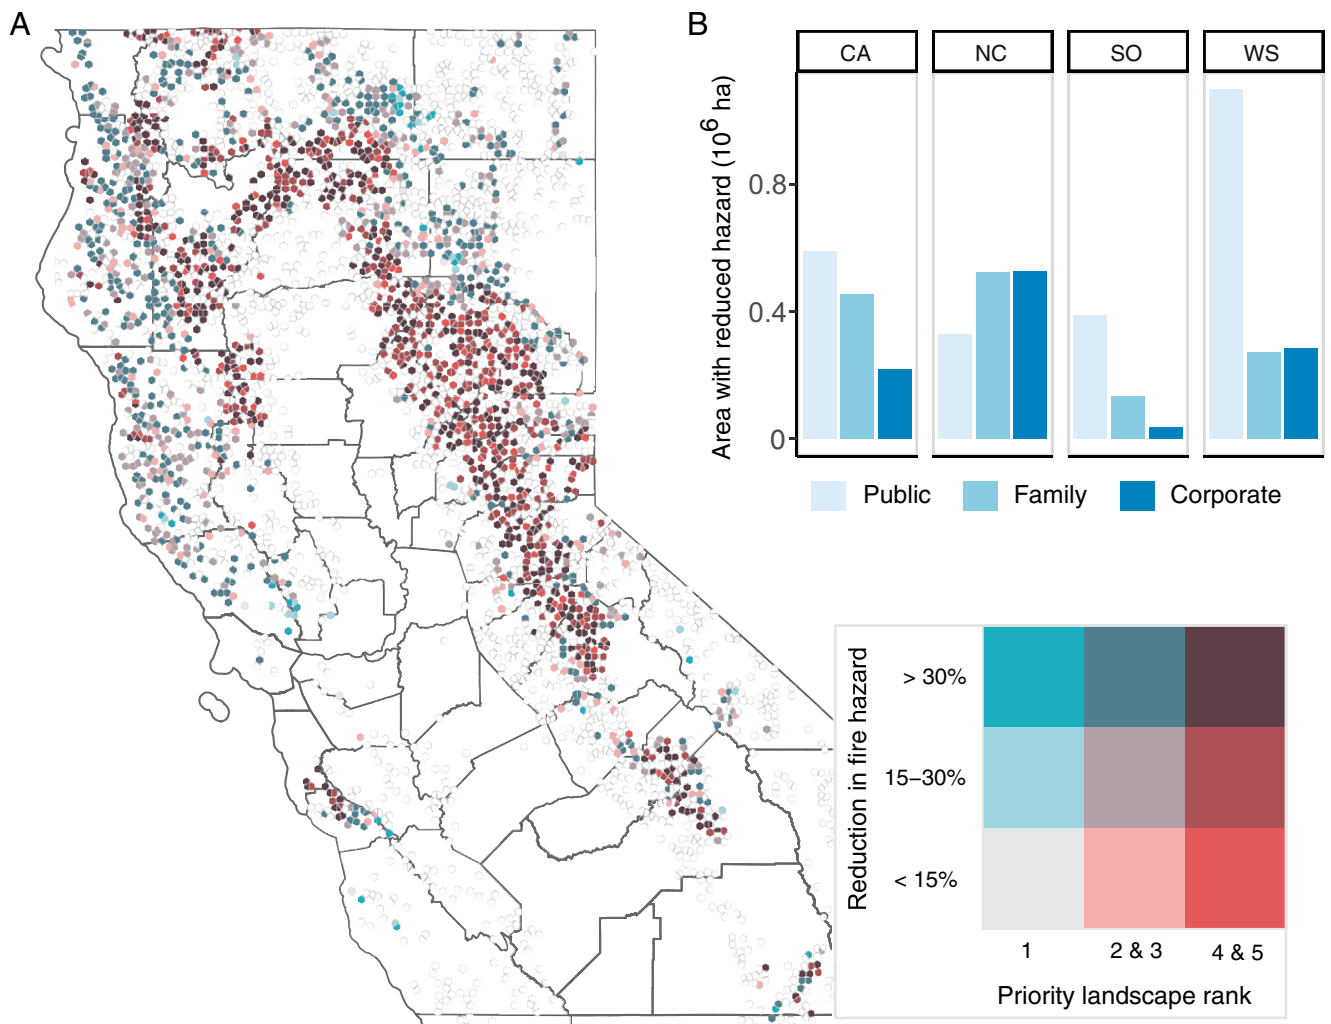 A
B
CA
NC
SO
WS
Area with reduced hazard (10⁶ ha)
0.8
0.4
0
Public
Family
Corporate
Reduction in fire hazard
> 30%
15–30%
< 15%
1
2 & 3
4 & 5
Priority landscape rank